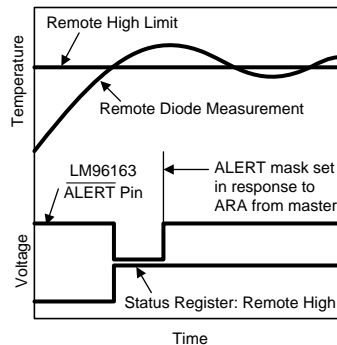 Remote High Limit
Temperature
Remote Diode Measurement
LM96163
ALERT Pin
ALERT mask set
in response to
ARA from master
Voltage
Status Register: Remote High
Time